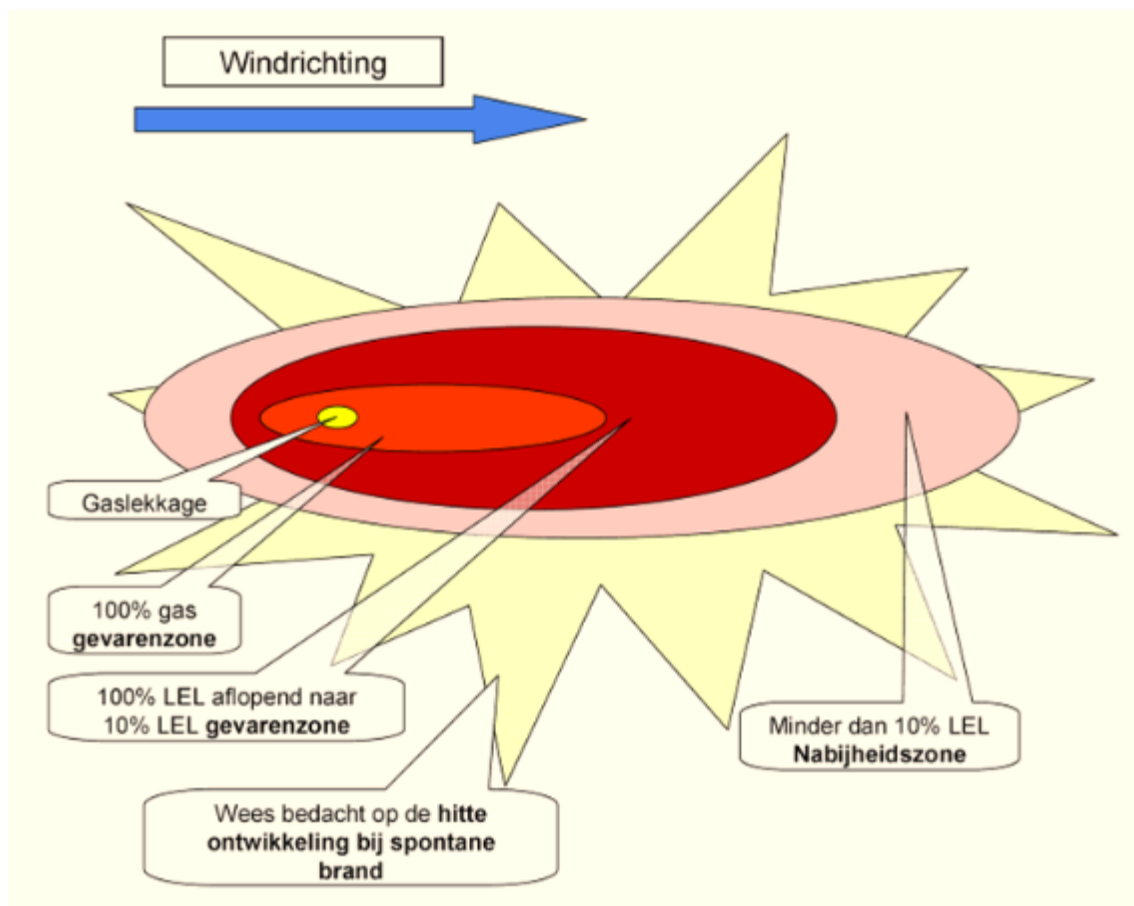 Windrichting
Gaslekkage
100% gas
gevarenzone
100% LEL aflopend naar
10% LEL gevarenzone
Minder dan 10% LEL
Nabijheidszone
Wees bedacht op de hitte
ontwikkeling bij spontane
brand